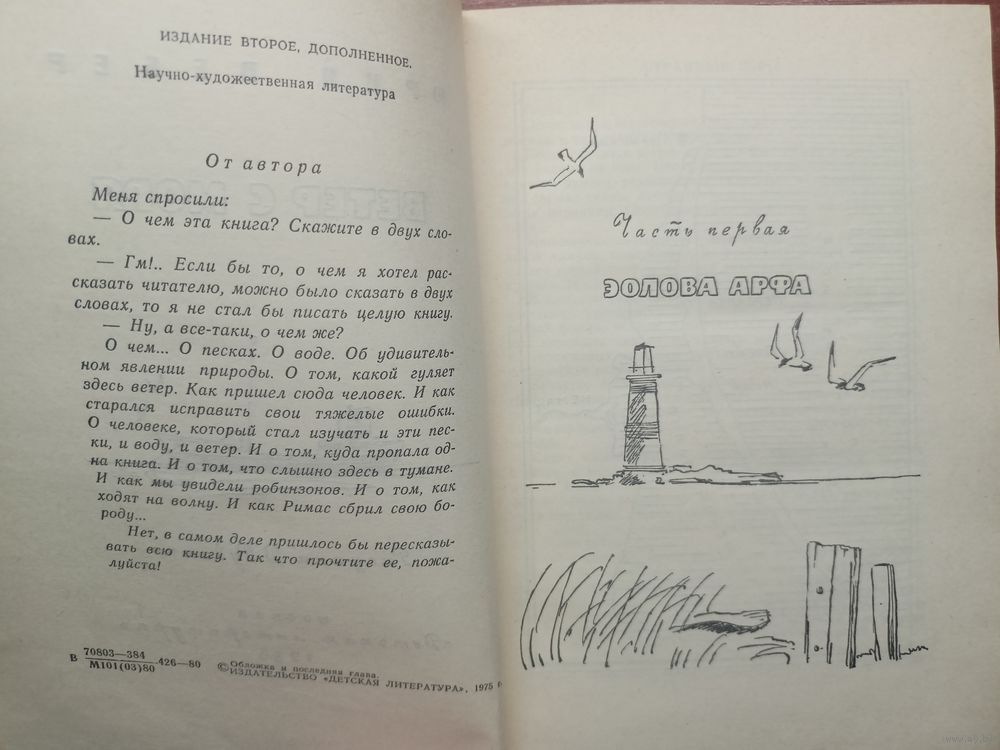 ИЗДАНИЕ ВТОРОЕ, ДОПОЛНЕННОЕ.
Научно-художественная литература
От автора
Меня спросили:
— О чем эта книга? Скажите в двух сло-
вах.
— Гм!.. Если бы то, о чем я хотел рас-
сказать читателю, можно было сказать в двух
словах, то я не стал бы писать целую книгу.
— Ну, а все-таки, о чем же?
О чем... О песках. О воде. Об удивитель-
ном явлении природы. О том, какой гуляет
здесь ветер. Как пришел сюда человек. И как
старался исправить свои тяжелые ошибки.
О человеке, который стал изучать и эти пес-
ки, и воду, и ветер. И о том, куда пропала од-
на книга. И о том, что слышно здесь в тумане.
И как мы увидели робинзонов. И о том, как
ходят на волну. И как Римас сбрил свою бо-
роду...
Нет, в самом деле пришлось бы пересказы-
вать всю книгу. Так что прочтите ее, пожа-
луйста!
В 70803—384 426—80
М101(03)80
© Обложка и последняя глава.
ИЗДАТЕЛЬСТВО «ДЕТСКАЯ ЛИТЕРАТУРА», 1975 г
Часть первая
ЭОЛОВА АРФА